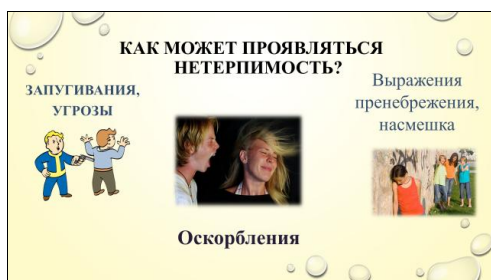 КАК МОЖЕТ ПРОЯВЛЯТЬСЯ
НЕТЕРПИМОСТЬ?
ЗАПУГИВАНИЯ,
УГРОЗЫ
Выражения
пренебрежения,
насмешка
Оскорбления